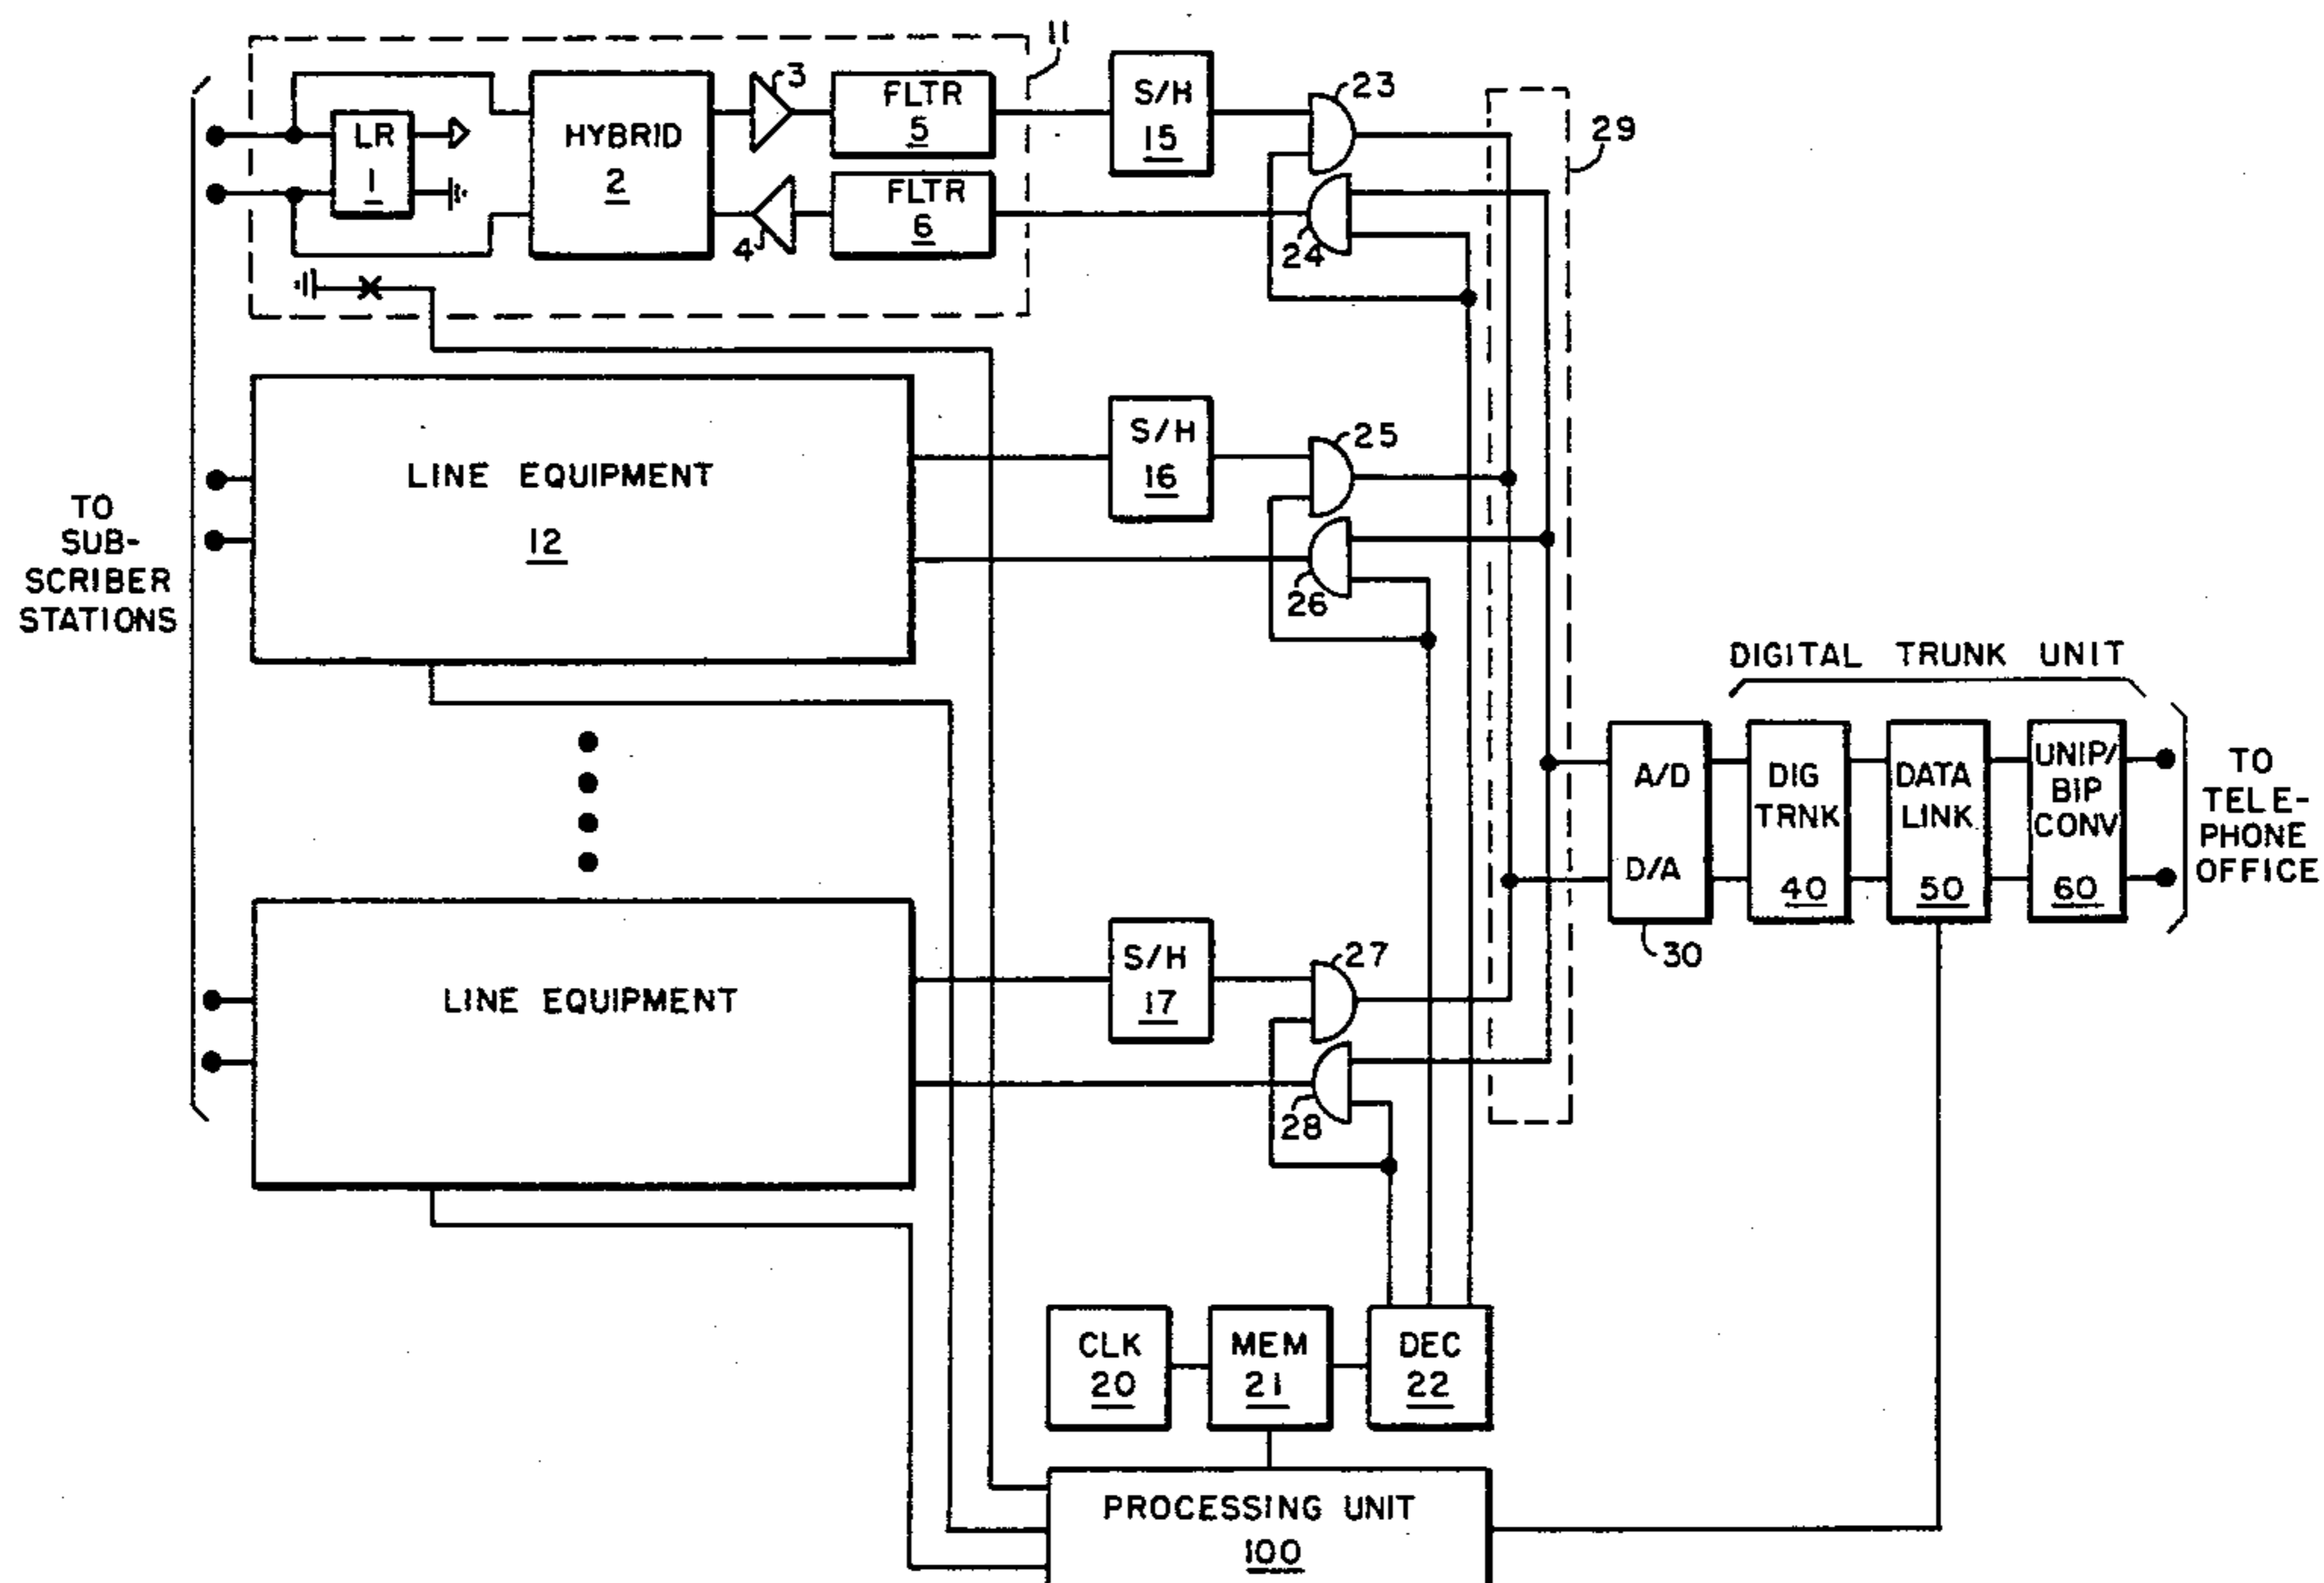 11
LR
1
HYBRID
2
3
4
FLTR
5
FLTR
6
S/H
15
23
24
29
TO
SUB-
SCRIBER
STATIONS
LINE EQUIPMENT
12
S/H
16
25
26
DIGITAL TRUNK UNIT
A/D
D/A
30
DIG
TRNK
40
DATA
LINK
50
UNIP/
BIP
CONV
60
TO
TELE-
PHONE
OFFICE
LINE EQUIPMENT
S/H
17
27
28
CLK
20
MEM
21
DEC
22
PROCESSING UNIT
100